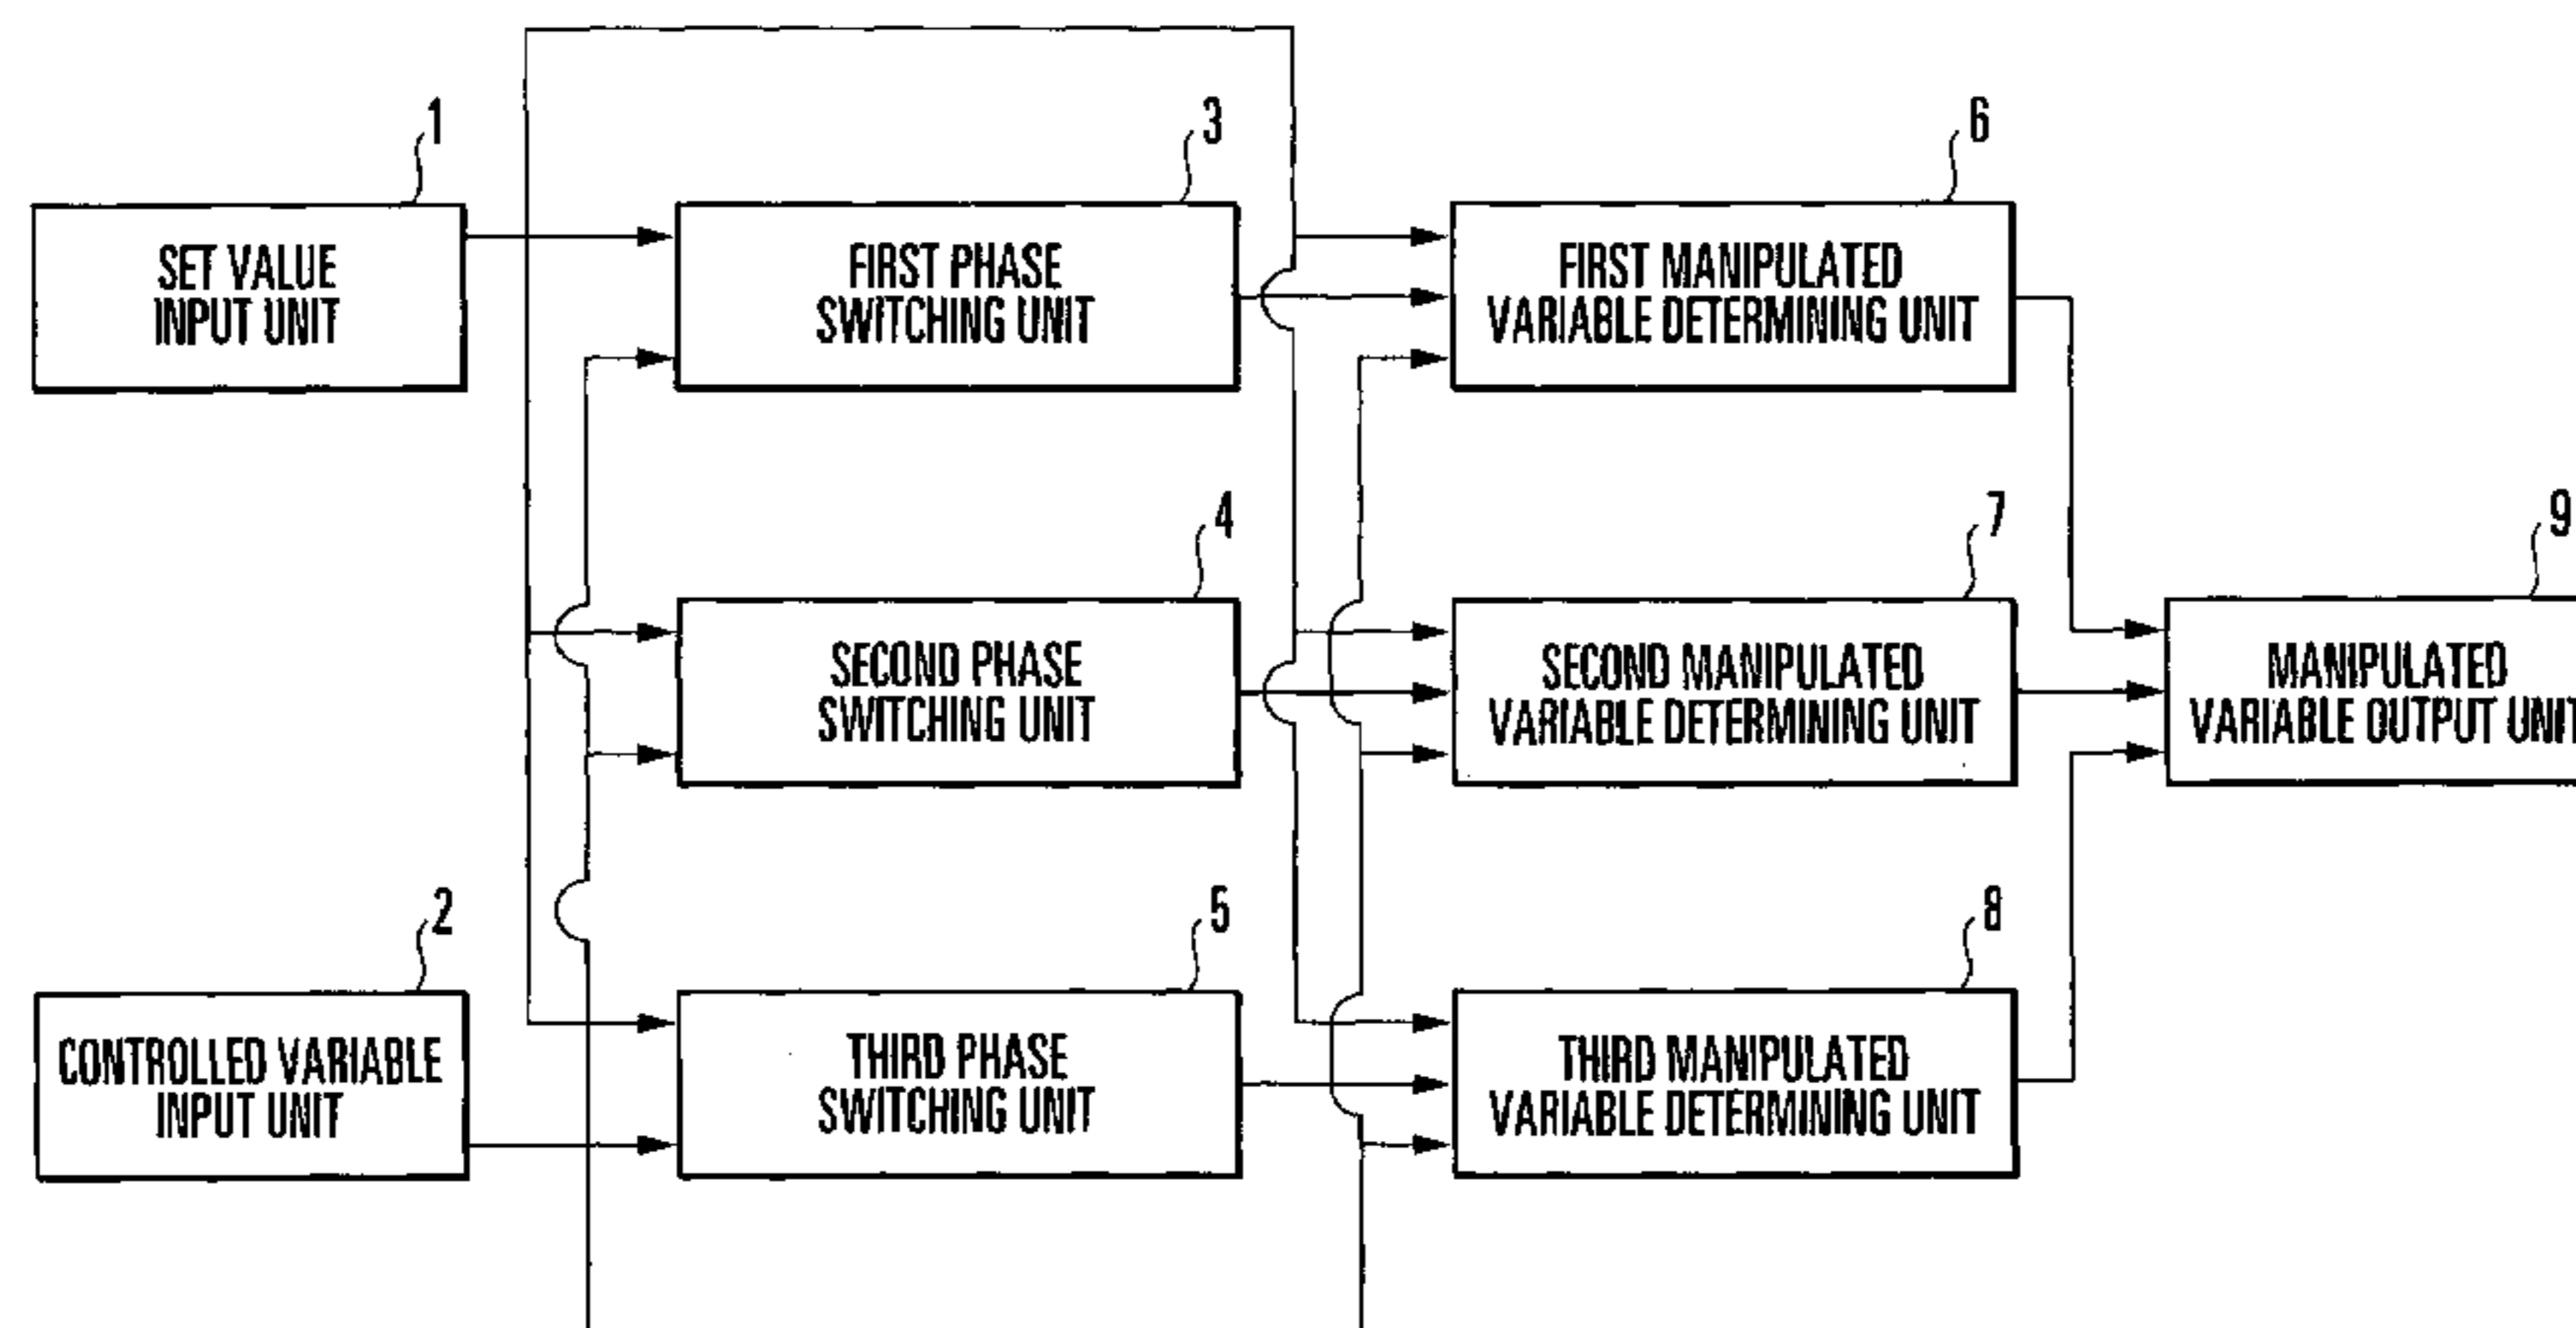 1
SET VALUE
INPUT UNIT
3
FIRST PHASE
SWITCHING UNIT
6
FIRST MANIPULATED
VARIABLE DETERMINING UNIT
4
SECOND PHASE
SWITCHING UNIT
7
SECOND MANIPULATED
VARIABLE DETERMINING UNIT
9
MANIPULATED
VARIABLE OUTPUT UNIT
2
CONTROLLED VARIABLE
INPUT UNIT
5
THIRD PHASE
SWITCHING UNIT
8
THIRD MANIPULATED
VARIABLE DETERMINING UNIT